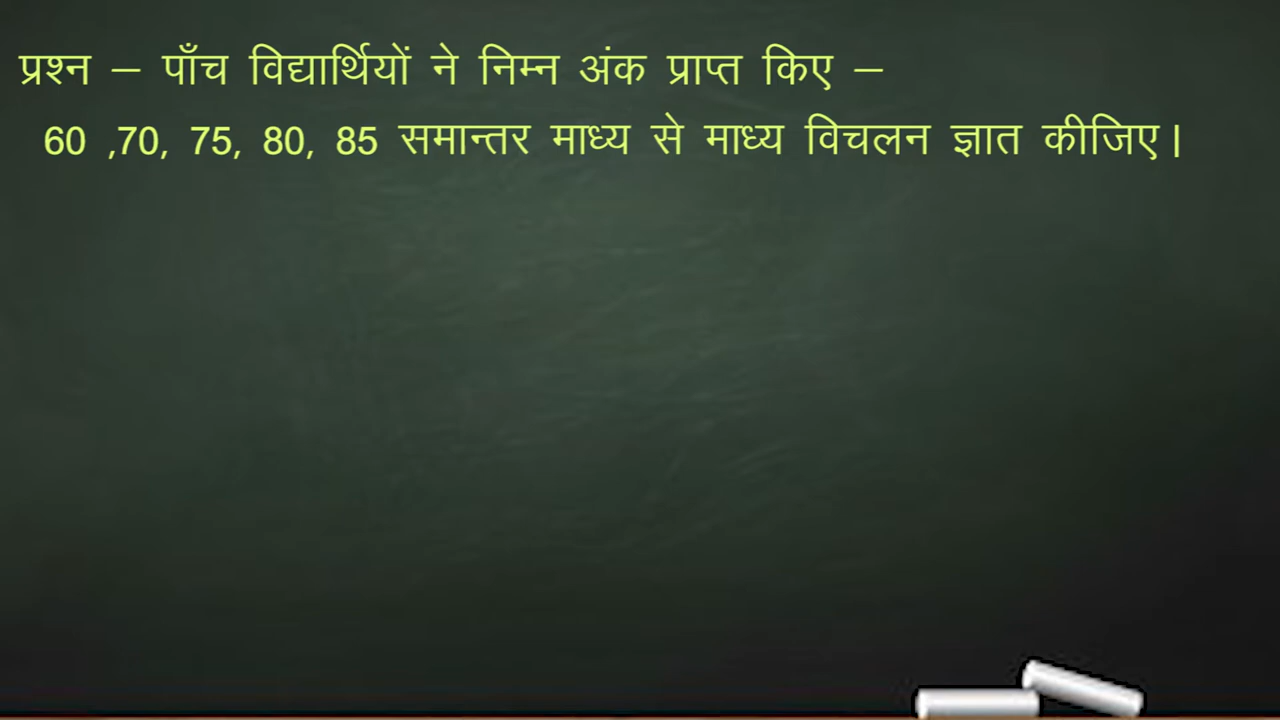 प्रश्न – पाँच विद्यार्थियों ने निम्न अंक प्राप्त किए –
60 ,70, 75, 80, 85 समान्तर माध्य से माध्य विचलन ज्ञात कीजिए।